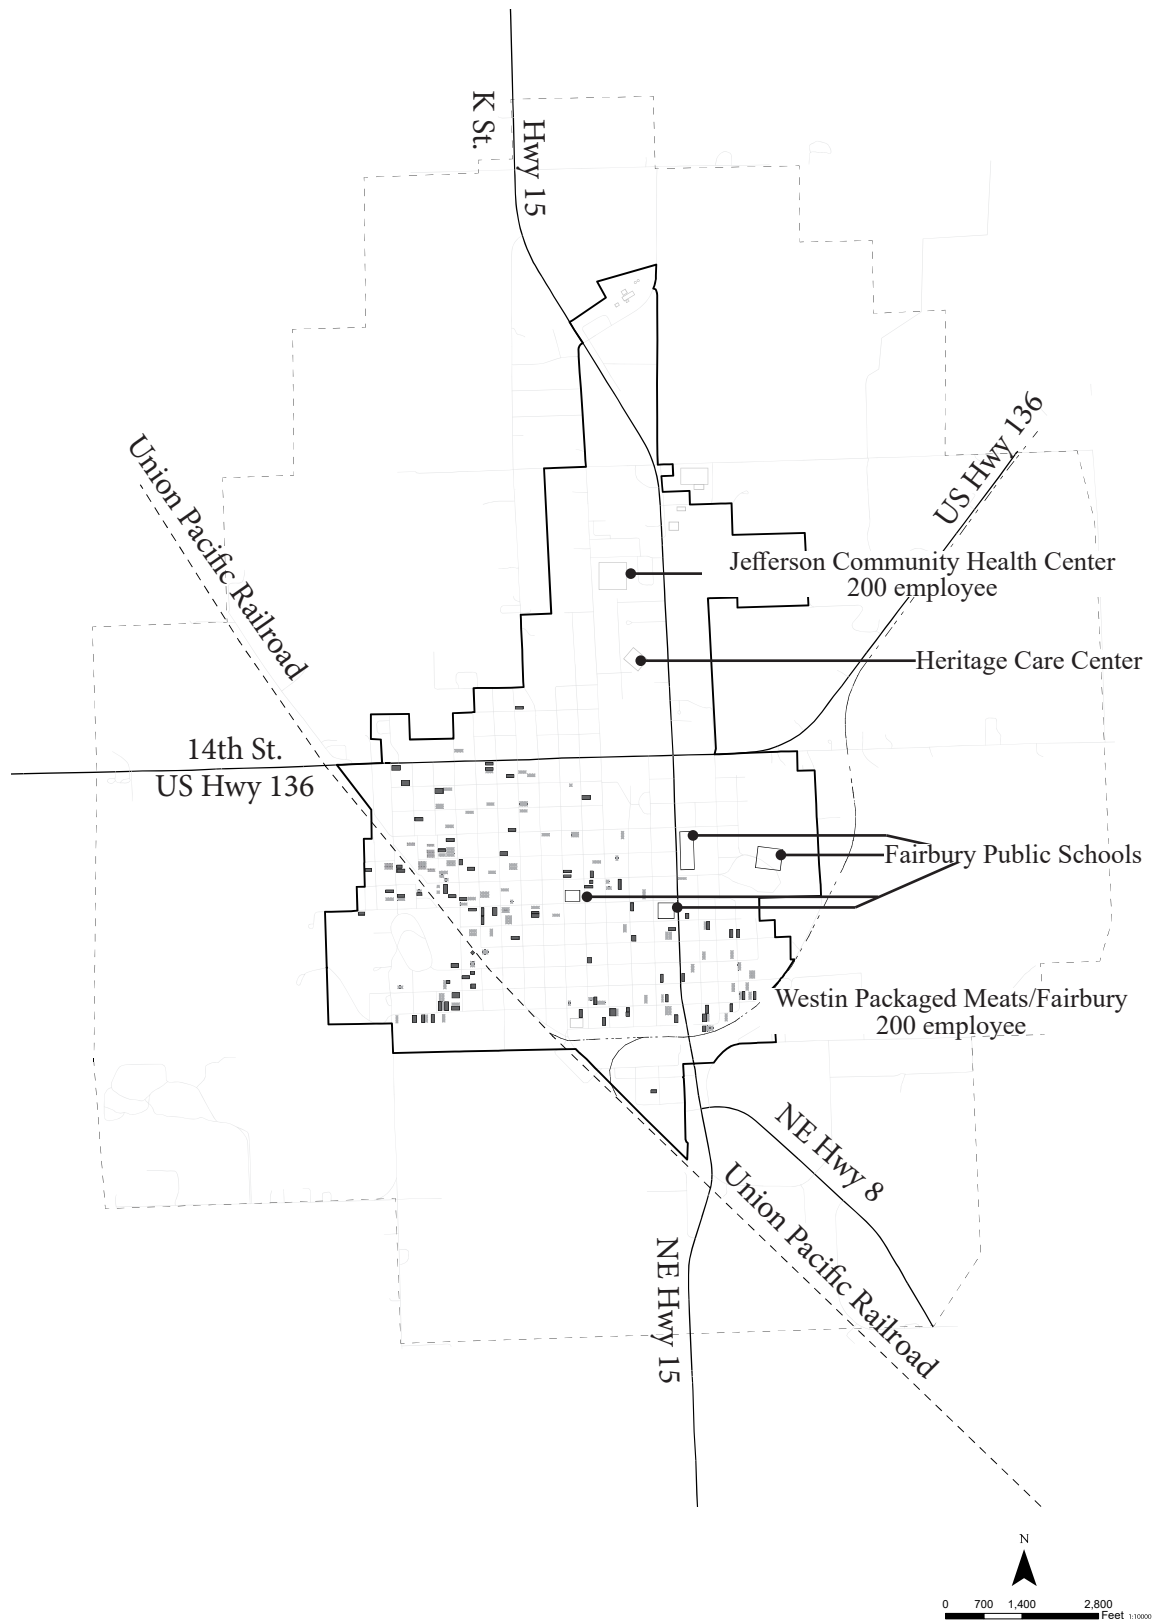 K St.
Hwy 15
US Hwy 136
Union Pacific Railroad
Jefferson Community Health Center
200 employee
Heritage Care Center
14th St.
US Hwy 136
Fairbury Public Schools
Westin Packaged Meats/Fairbury
200 employee
NE Hwy 8
Union Pacific Railroad
NE Hwy 15
N
0 700 1,400 2,800
Feet 1:10000